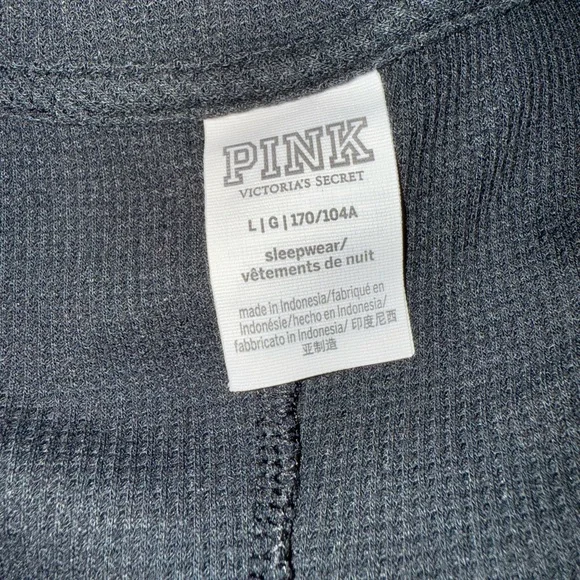 PINK
VICTORIA'S SECRET
L|G|170/104A
sleepwear/
vêtements de nuit
made in Indonesia/fabriqué en
Indonésie/hecho en Indonesia/
fabbricato in Indonesia/ 印度尼西
亚制造